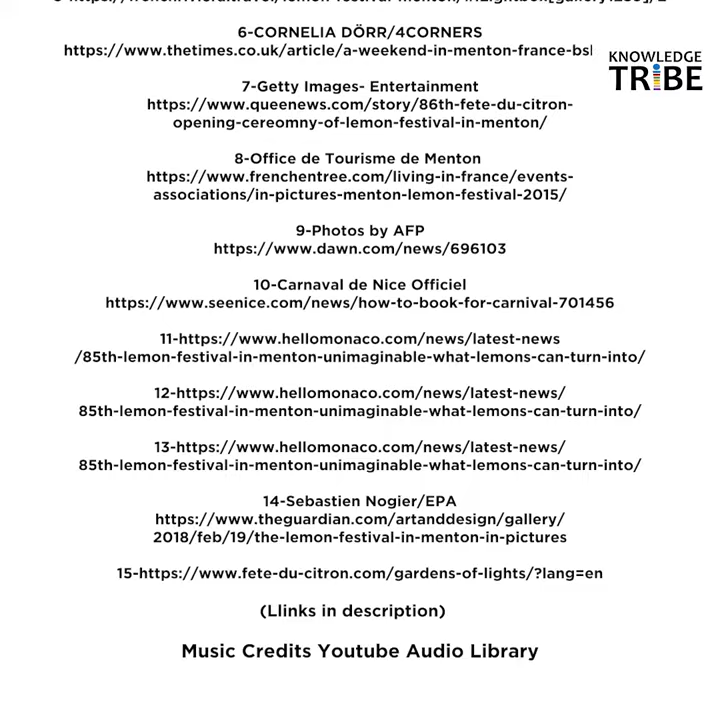 6-CORNELIA DÖRR/4CORNERS
https://www.thetimes.co.uk/article/a-weekend-in-menton-france-bsl
KNOWLEDGE
TRIBE
7-Getty Images- Entertainment
https://www.queenews.com/story/86th-fete-du-citron-
opening-cereomny-of-lemon-festival-in-menton/
8-Office de Tourisme de Menton
https://www.frenchentree.com/living-in-france/events-
associations/in-pictures-menton-lemon-festival-2015/
9-Photos by AFP
https://www.dawn.com/news/696103
10-Carnaval de Nice Officiel
https://www.seenice.com/news/how-to-book-for-carnival-701456
11-https://www.hellomonaco.com/news/latest-news
/85th-lemon-festival-in-menton-unimaginable-what-lemons-can-turn-into/
12-https://www.hellomonaco.com/news/latest-news/
85th-lemon-festival-in-menton-unimaginable-what-lemons-can-turn-into/
13-https://www.hellomonaco.com/news/latest-news/
85th-lemon-festival-in-menton-unimaginable-what-lemons-can-turn-into/
14-Sebastien Nogier/EPA
https://www.theguardian.com/artanddesign/gallery/
2018/feb/19/the-lemon-festival-in-menton-in-pictures
15-https://www.fete-du-citron.com/gardens-of-lights/?lang=en
(Llinks in description)
Music Credits Youtube Audio Library